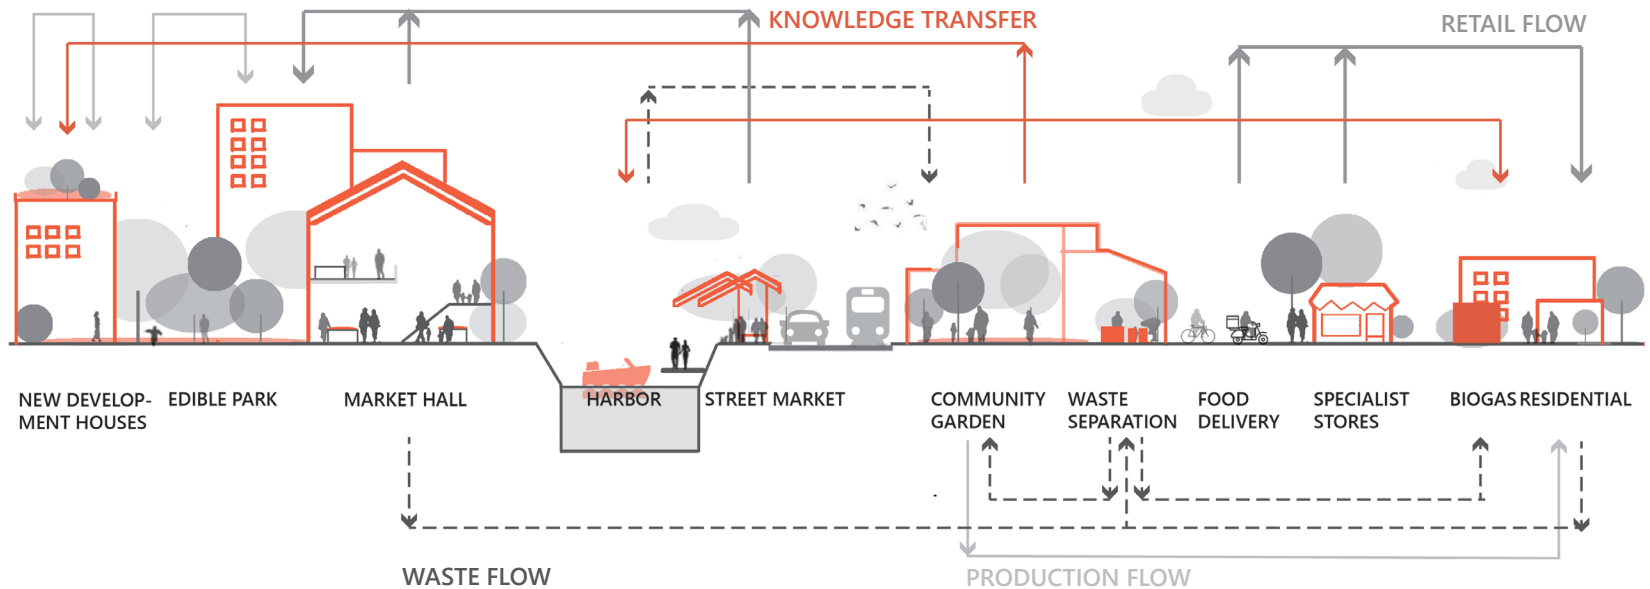 KNOWLEDGE TRANSFER
RETAIL FLOW
NEW DEVELOP-
MENT HOUSES
EDIBLE PARK
MARKET HALL
HARBOR
STREET MARKET
COMMUNITY
GARDEN
WASTE
SEPARATION
FOOD
DELIVERY
SPECIALIST
STORES
BIOGAS
RESIDENTIAL
WASTE FLOW
PRODUCTION FLOW